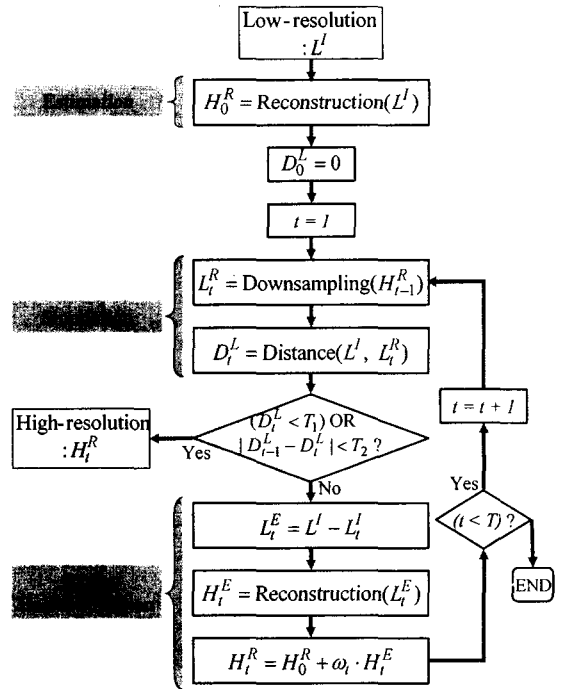 Low-resolution
: L^I
Estimation
H_0^R = Reconstruction(L^I)
D_0^L = 0
t = 1
L_t^R = Downsampling(H_{t-1}^R)
D_t^L = Distance(L^I, L_t^R)
(D_t^L < T_1) OR
| D_{t-1}^L - D_t^L | < T_2 ?
Yes
High-resolution
: H_t^R
No
L_t^E = L^I - L_t^I
H_t^E = Reconstruction(L_t^E)
H_t^R = H_0^R + ω_t · H_t^E
(t < T) ?
Yes
t = t + 1
END